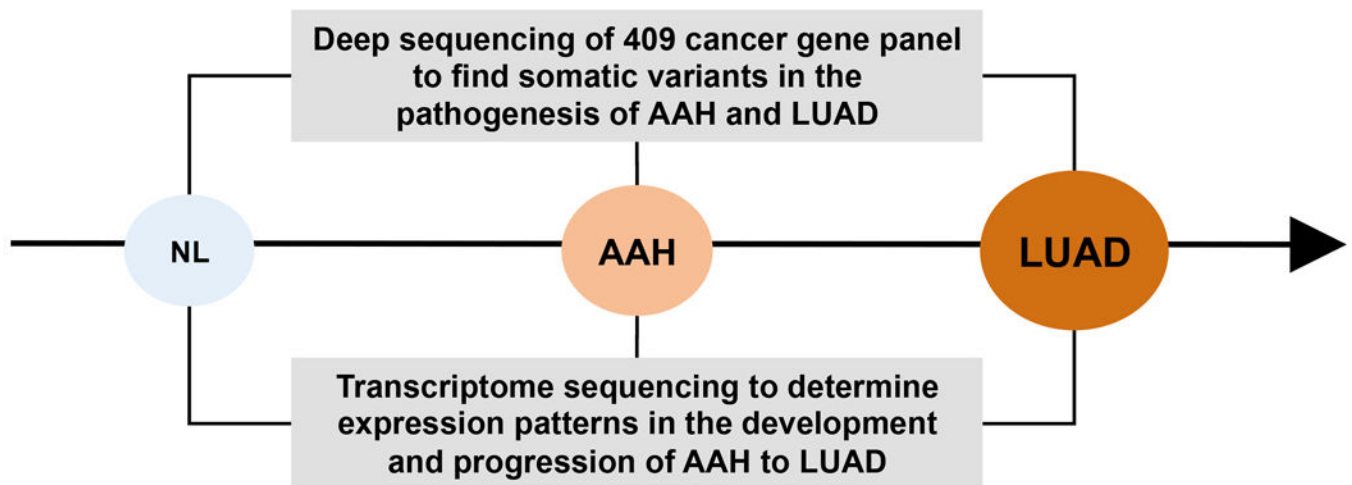 Deep sequencing of 409 cancer gene panel
to find somatic variants in the
pathogenesis of AAH and LUAD
NL
AAH
LUAD
Transcriptome sequencing to determine
expression patterns in the development
and progression of AAH to LUAD